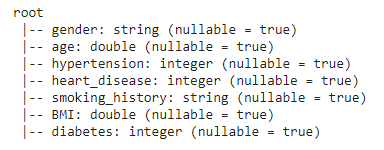 root
|-- gender: string (nullable = true)
|-- age: double (nullable = true)
|-- hypertension: integer (nullable = true)
|-- heart_disease: integer (nullable = true)
|-- smoking_history: string (nullable = true)
|-- BMI: double (nullable = true)
|-- diabetes: integer (nullable = true)